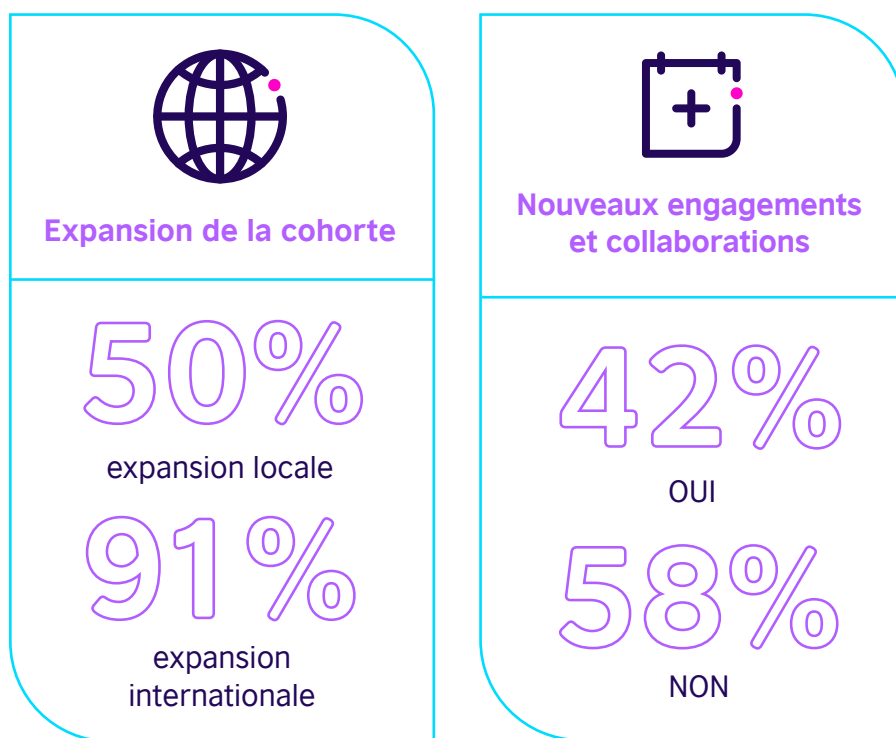 Expansion de la cohorte
50%
expansion locale
91%
expansion
internationale
Nouveaux engagements
et collaborations
42%
OUI
58%
NON